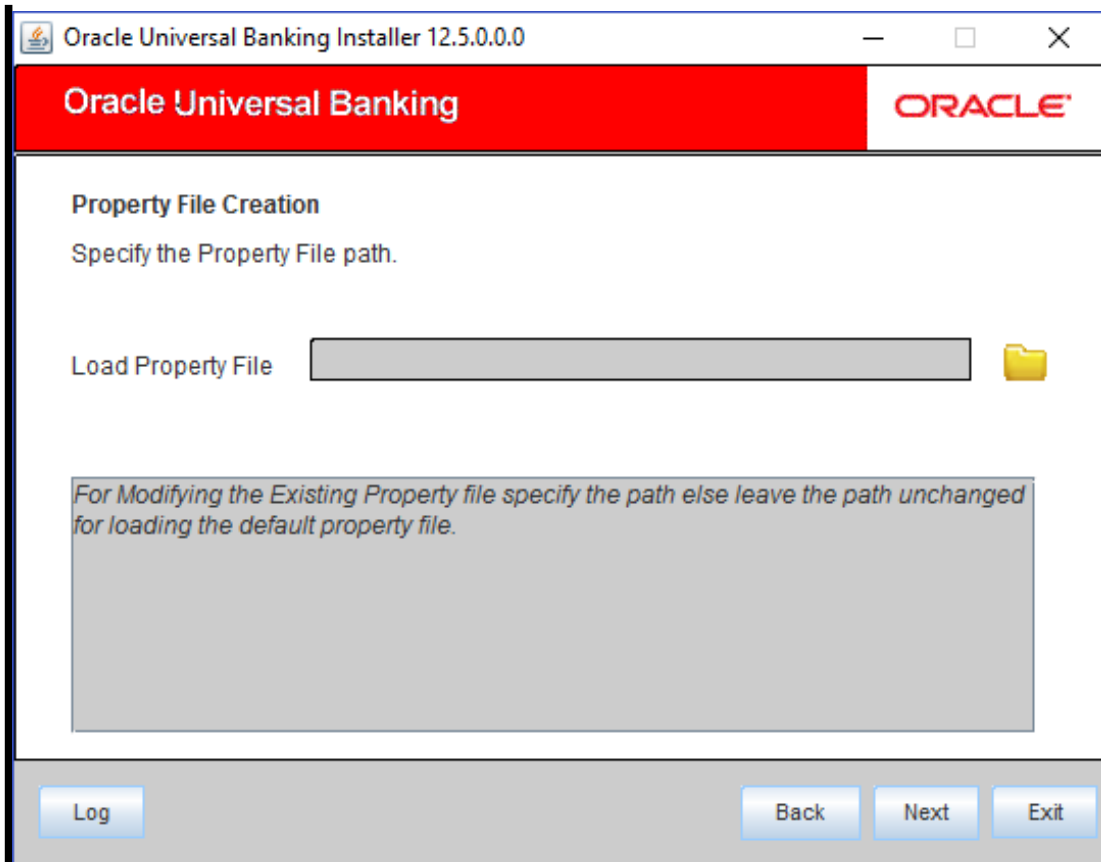 Oracle Universal Banking Installer 12.5.0.0.0
Oracle Universal Banking
ORACLE
Property File Creation
Specify the Property File path.
Load Property File
For Modifying the Existing Property file specify the path else leave the path unchanged
for loading the default property file.
Log
Back
Next
Exit